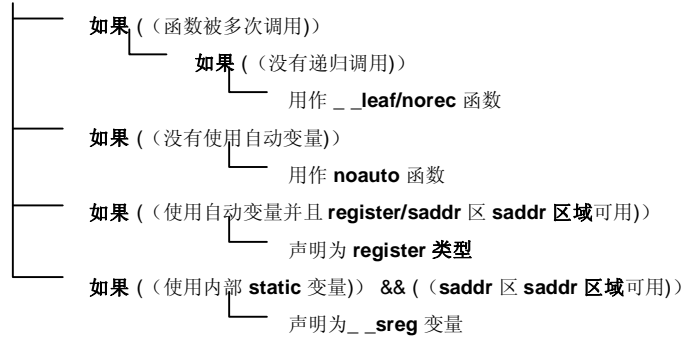 如果 (（函数被多次调用))
如果 (（没有递归调用))
用作 _ _leaf/norec 函数
如果 (（没有使用自动变量))
用作 noauto 函数
如果 (（使用自动变量并且 register/saddr 区 saddr 区域可用))
声明为 register 类型
如果 (（使用内部 static 变量)) && (（saddr 区 saddr 区域可用))
声明为_ _sreg 变量